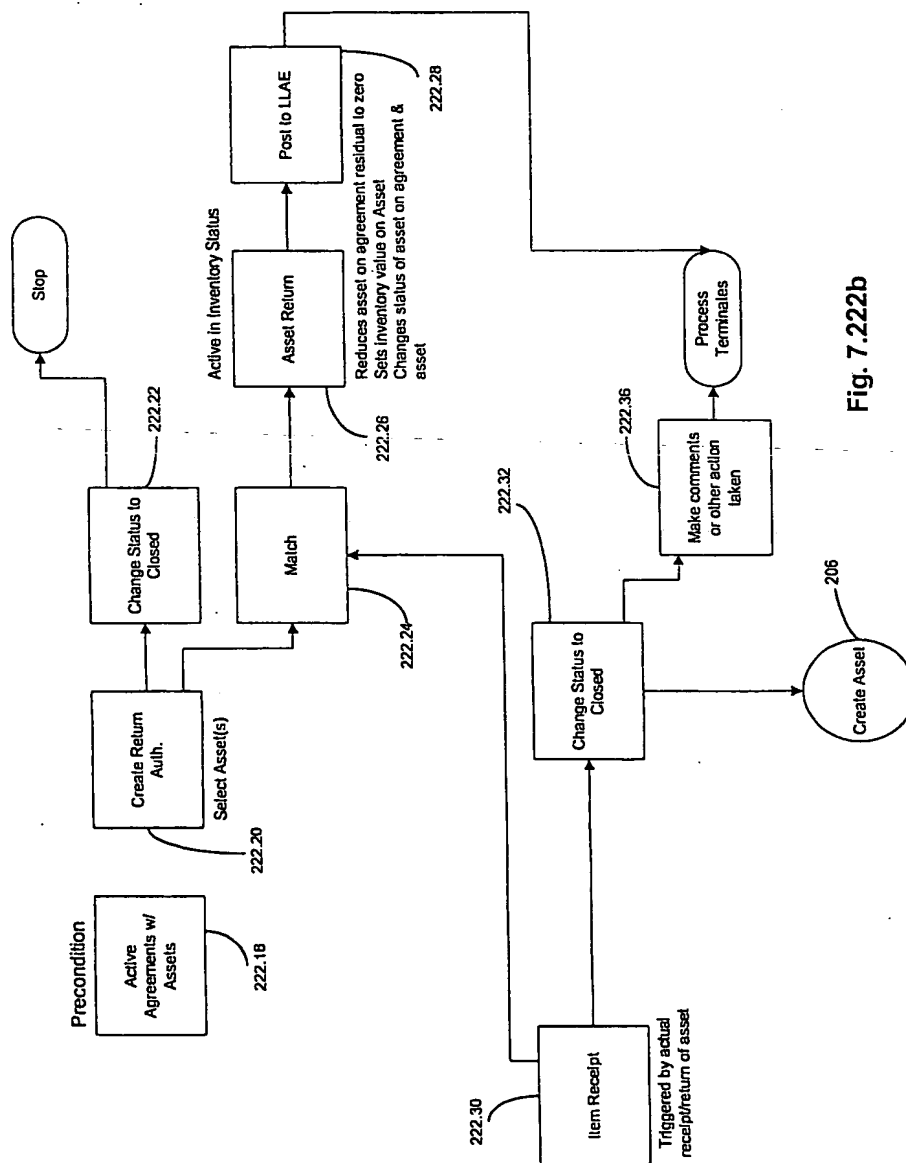 Precondition
Active
Agreements w/
Assets
222.18
Create Return
Auth.
Select Asset(s)
222.20
Change Status to
Closed
222.22
Stop
Match
222.24
Active in Inventory Status
Asset Return
222.26
Reduces asset on agreement residual to zero
Sets inventory value on Asset
Changes status of asset on agreement &
asset
Post to LLAE
222.28
222.30
Item Receipt
Triggered by actual
receipt/return of asset
222.32
Change Status to
Closed
222.36
Make comments
or other action
taken
Process
Terminales
206
Create Asset
Fig. 7.222b